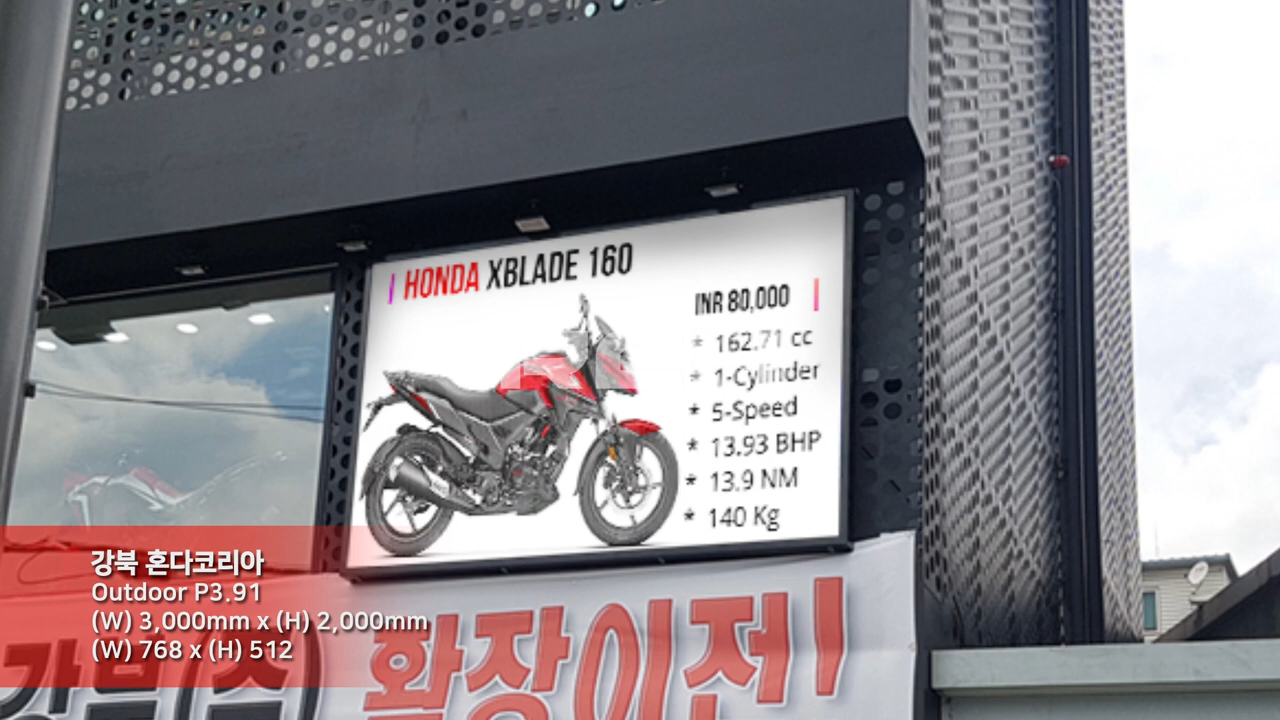 HONDA XBLADE 160
INR 80,000
* 162.71 cc
* 1-Cylinder
* 5-Speed
* 13.93 BHP
* 13.9 NM
* 140 Kg
강북 혼다코리아
Outdoor P3.91
(W) 3,000mm x (H) 2,000mm
(W) 768 x (H) 512
확장이전!